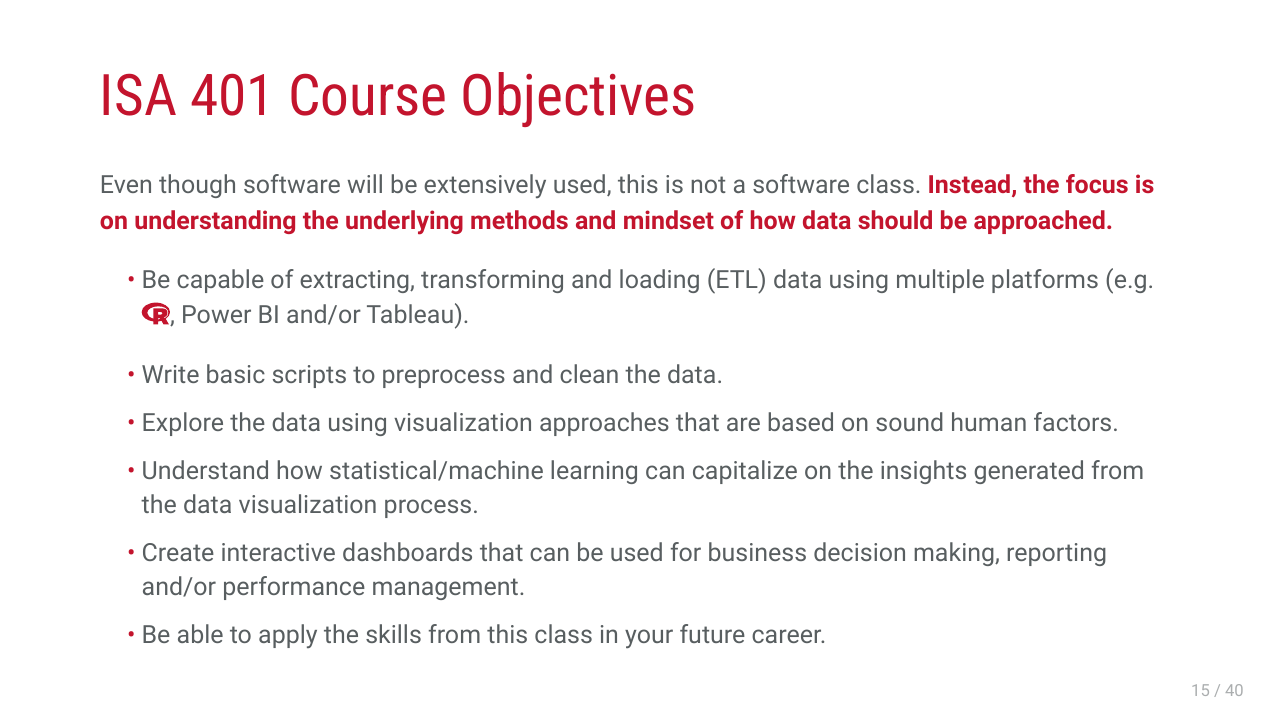 ISA 401 Course Objectives
Even though software will be extensively used, this is not a software class. Instead, the focus is
on understanding the underlying methods and mindset of how data should be approached.
• Be capable of extracting, transforming and loading (ETL) data using multiple platforms (e.g.
R, Power BI and/or Tableau).
• Write basic scripts to preprocess and clean the data.
• Explore the data using visualization approaches that are based on sound human factors.
• Understand how statistical/machine learning can capitalize on the insights generated from
the data visualization process.
• Create interactive dashboards that can be used for business decision making, reporting
and/or performance management.
• Be able to apply the skills from this class in your future career.
15 / 40